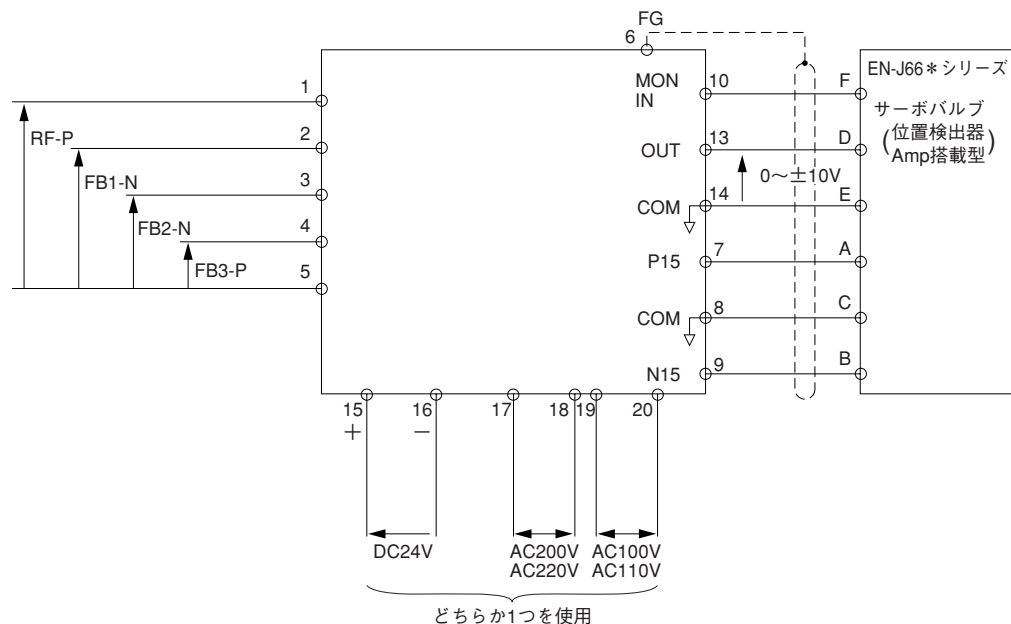 FG
6
EN-J66＊シリーズ
サーボバルブ
(位置検出器
Amp搭載型)
1
RF-P
2
FB1-N
3
FB2-N
4
FB3-P
5
MON
IN
10
F
OUT
13
D
0〜±10V
COM
14
E
P15
7
A
COM
8
C
N15
9
B
15
16
17
18
19
20
＋
−
DC24V
AC200V
AC220V
AC100V
AC110V
どちらか1つを使用